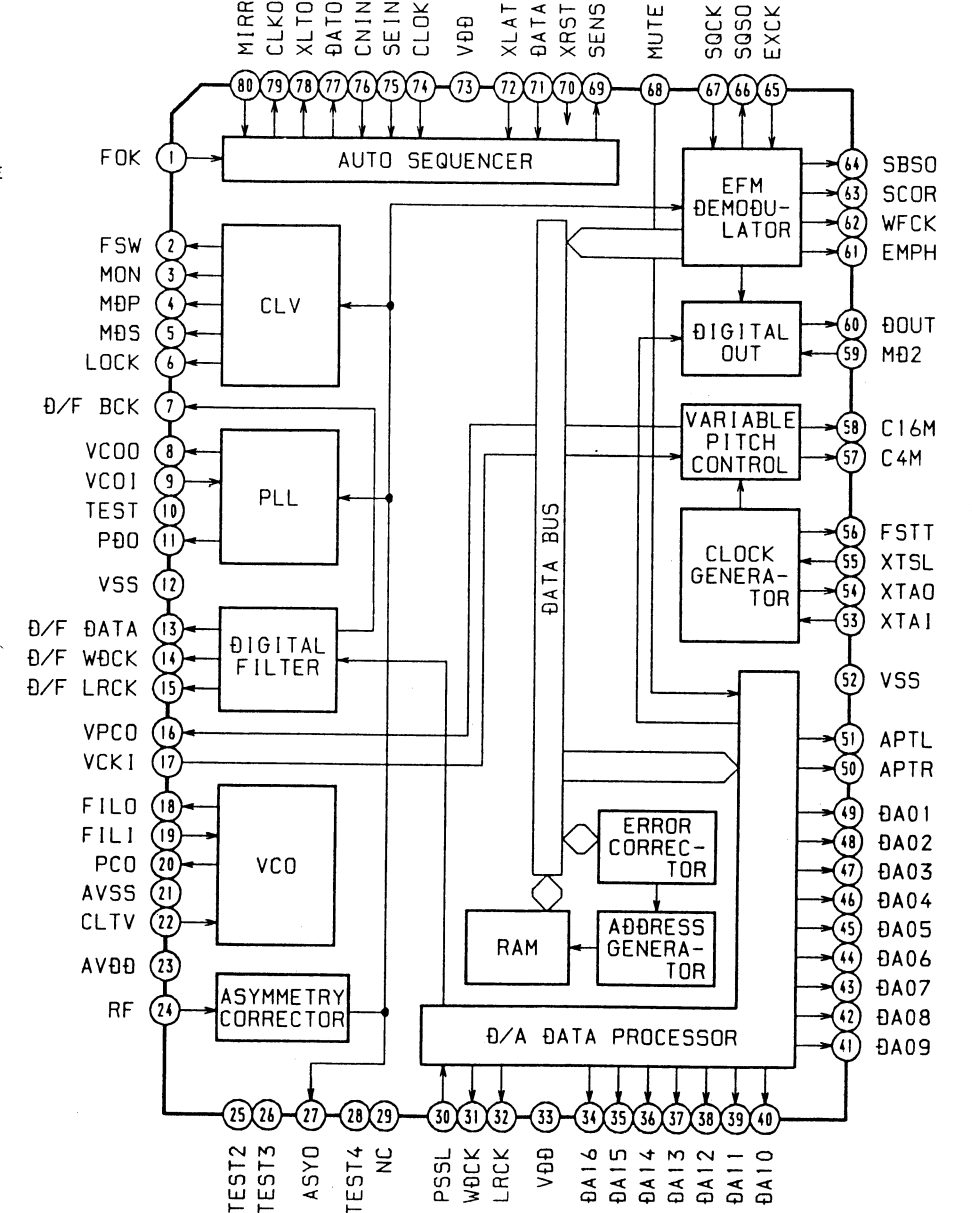 MIRR
CLKO
XLTO
DATO
CNIN
SEIN
CLOK
VDD
XLAT
DATA
XRST
SENS
MUTE
SQCK
SQSO
EXCK
80
79
78
77
76
75
74
73
72
71
70
69
68
67
66
65
FOK 1
AUTO SEQUENCER
EFM
DEMODU-
LATOR
64 SBSO
63 SCOR
62 WFCK
61 EMPH
FSW 2
MON 3
MDP 4
MDS 5
LOCK 6
CLV
DIGITAL
OUT
60 DOUT
59 MD2
D/F BCK 7
VCOO 8
VCOI 9
TEST 10
PDO 11
PLL
VARIABLE
PITCH
CONTROL
58 C16M
57 C4M
DATA BUS
CLOCK
GENERA-
TOR
56 FSTT
55 XTSL
54 XTAO
53 XTAI
VSS 12
D/F DATA 13
D/F WDCK 14
D/F LRCK 15
DIGITAL
FILTER
52 VSS
VPCO 16
VCKI 17
51 APTL
50 APTR
FILO 18
FILI 19
PCO 20
AVSS 21
CLTV 22
VCO
ERROR
CORREC-
TOR
RAM
ADDRESS
GENERA-
TOR
49 DA01
48 DA02
47 DA03
46 DA04
45 DA05
44 DA06
43 DA07
42 DA08
41 DA09
AVDD 23
RF 24
ASYMMETRY
CORRECTOR
D/A DATA PROCESSOR
25
26
27
28
29
30
31
32
33
34
35
36
37
38
39
40
TEST2
TEST3
ASYO
TEST4
NC
PSSL
WDCK
LRCK
VDD
DA16
DA15
DA14
DA13
DA12
DA11
DA10